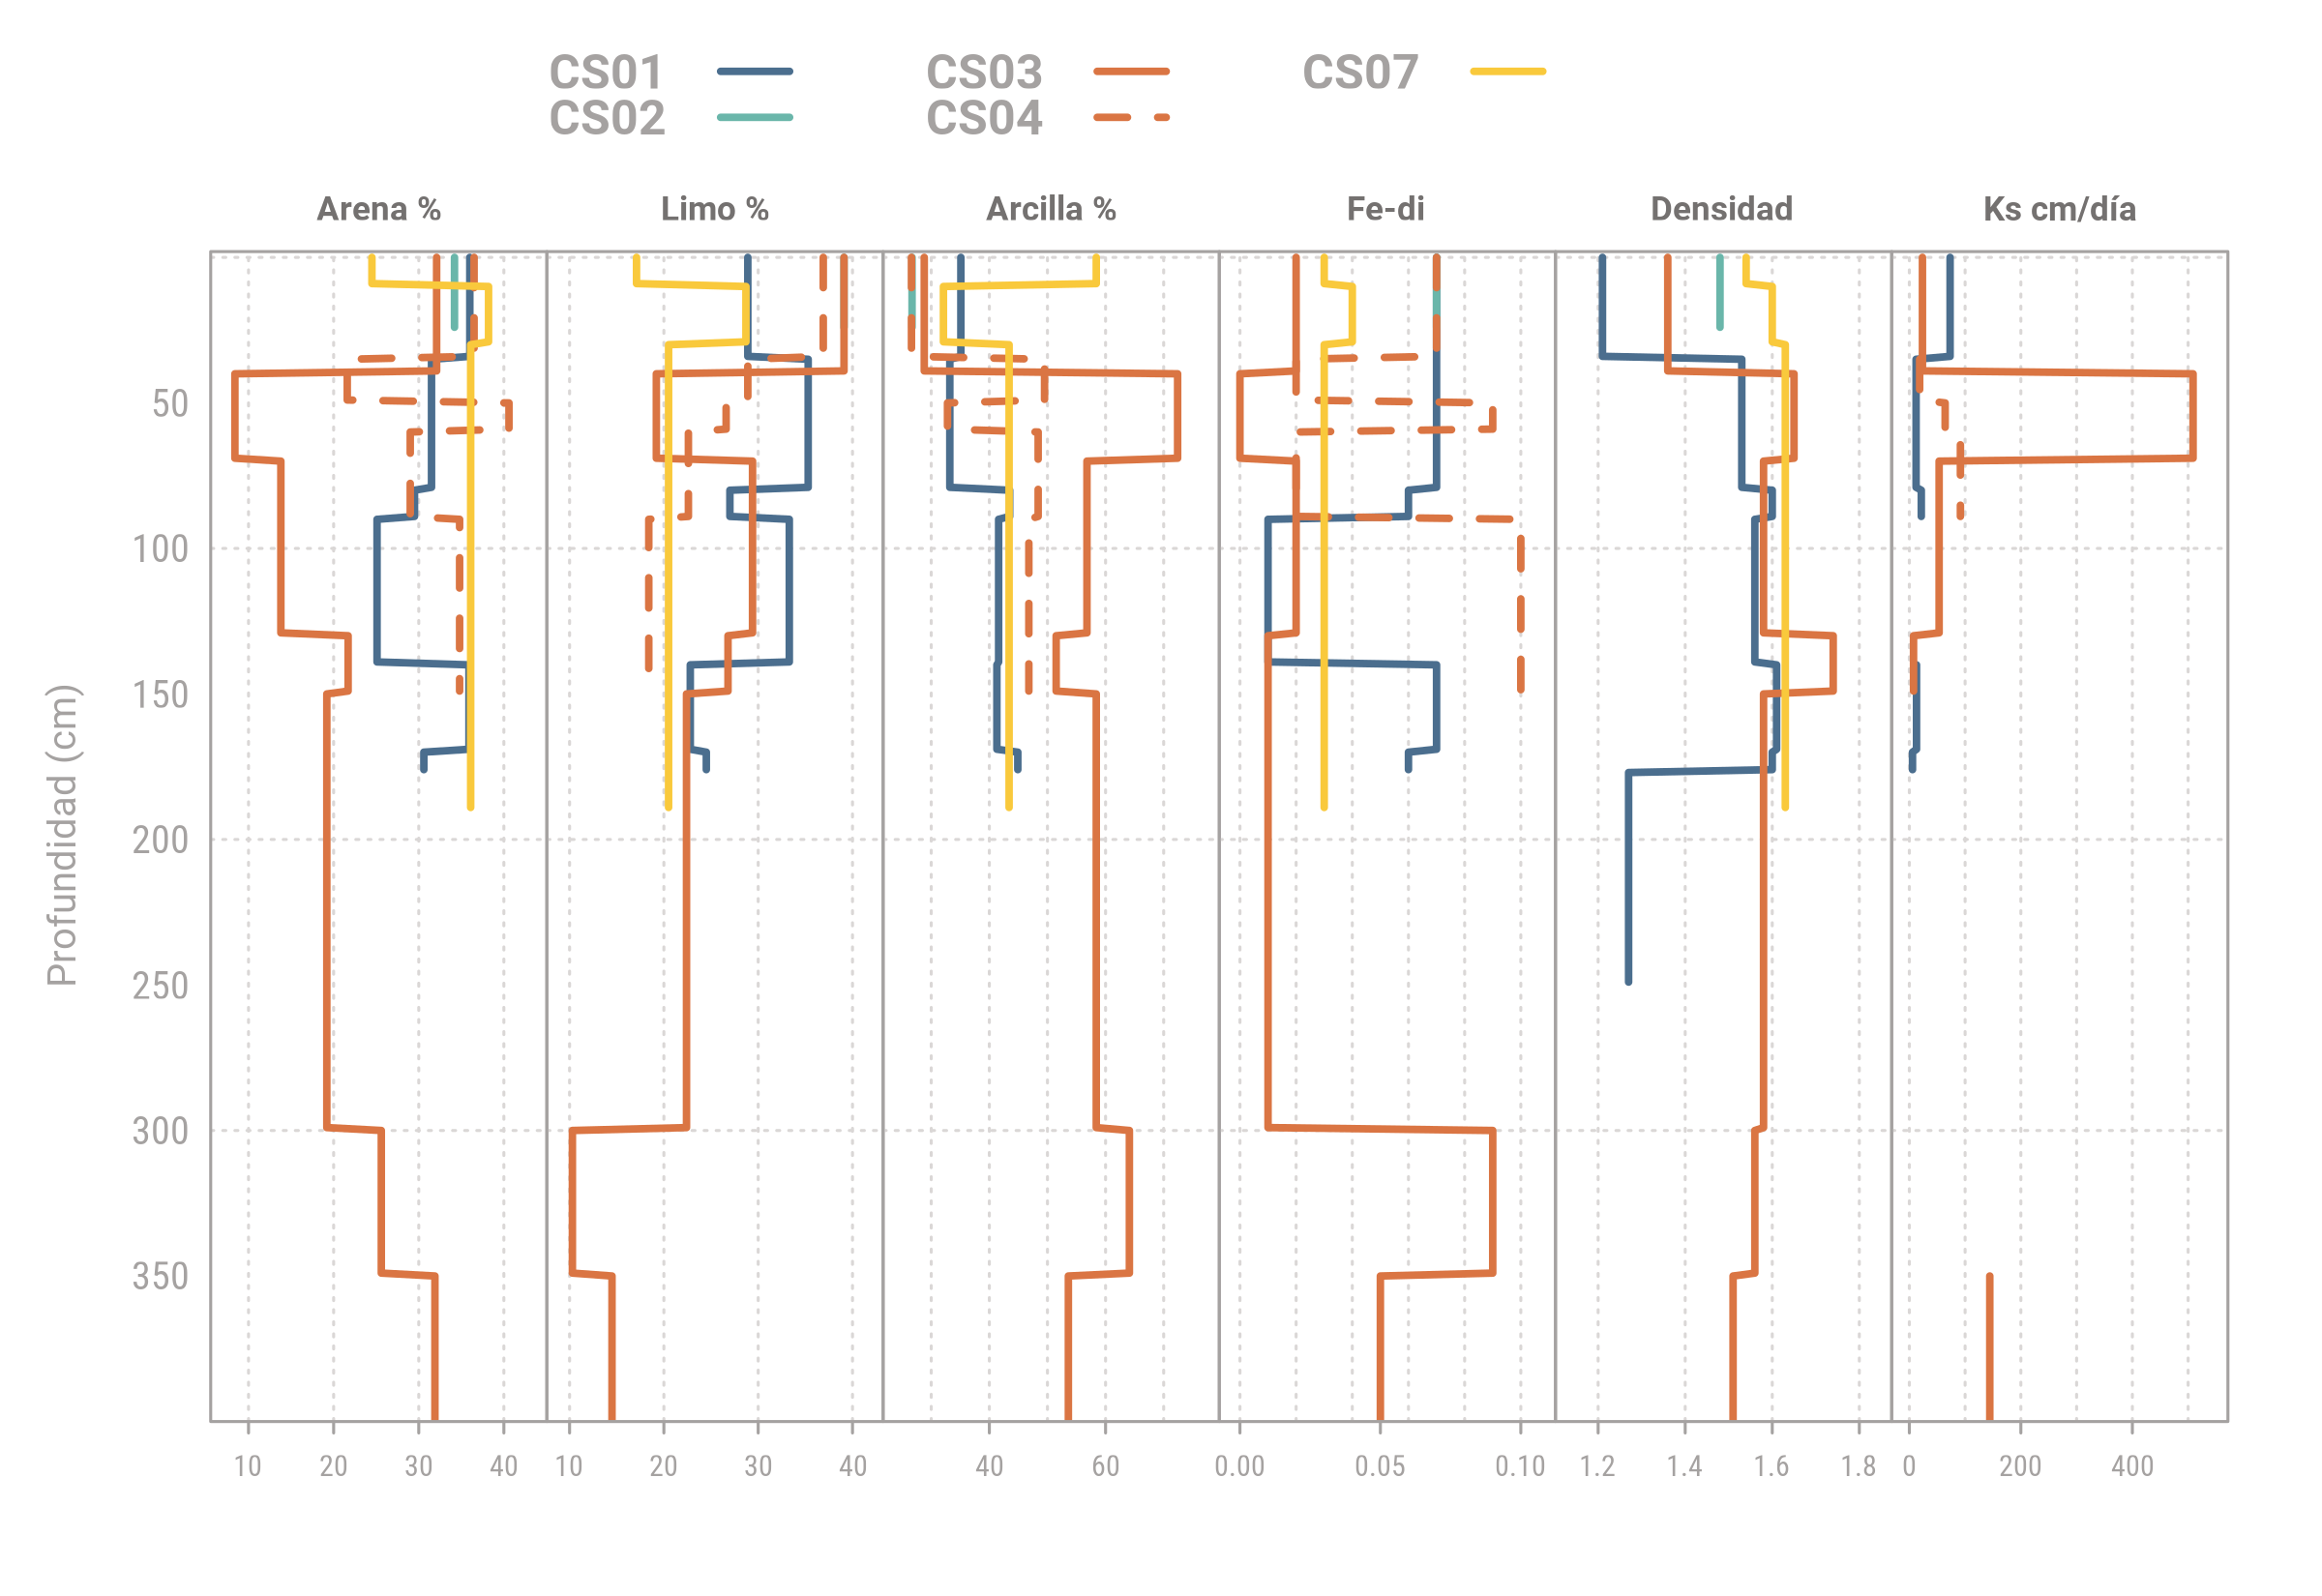 CS01 CS03 CS07
CS02 CS04
Arena % Limo % Arcilla % Fe-di Densidad Ks cm/día
Profundidad (cm)
50
100
150
200
250
300
350
10 20 30 40 10 20 30 40 40 60 0.00 0.05 0.10 1.2 1.4 1.6 1.8 0 200 400